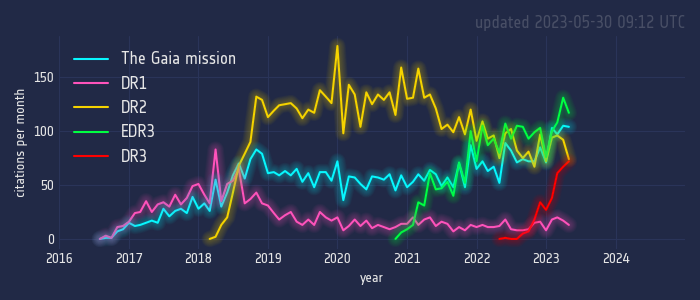 updated 2023-05-30 09:12 UTC
The Gaia mission
DR1
DR2
EDR3
DR3
citations per month
150
100
50
0
2016 2017 2018 2019 2020 2021 2022 2023 2024
year